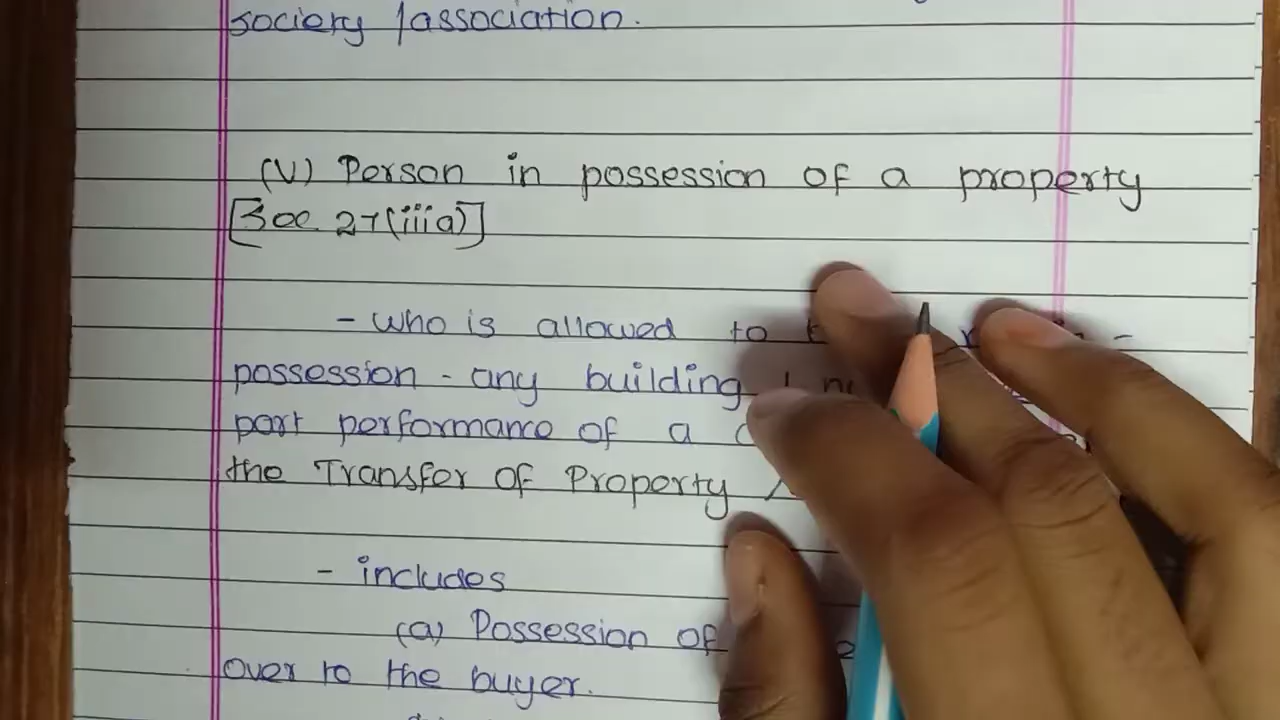 society /association.
(V) Person in possession of a property
[Sec 27(iiia)]
- who is allowed to
possession - any building
part performance of a
the Transfer of Property
- includes
(a) Possession of
over to the buyer.